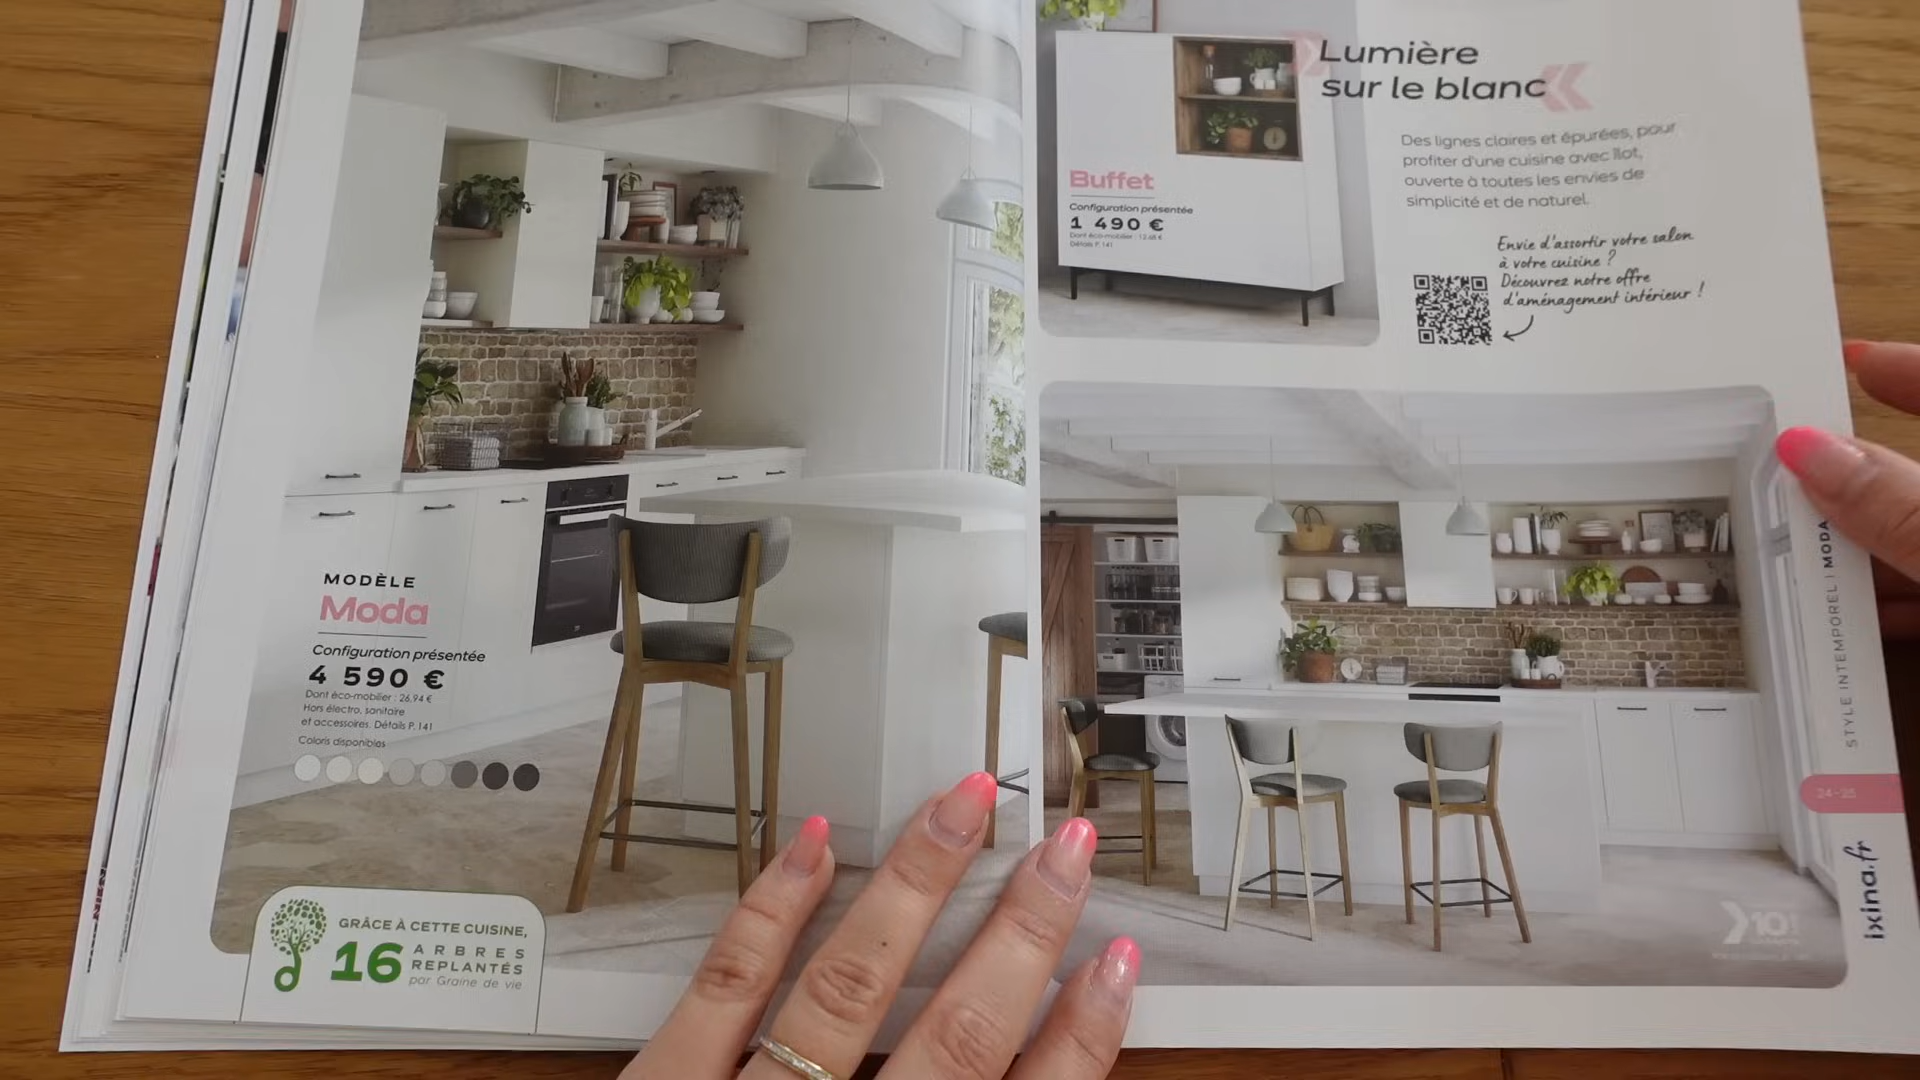 MODÈLE
Moda
Configuration présentée
4 590 €
Dont éco-mobilier : 26.94 €
Hors électro, sanitaire
et accessoires. Détails P.141
Coloris disponibles
GRÂCE À CETTE CUISINE,
16 ARBRES
REPLANTÉS
par Graine de vie
Buffet
Configuration présentée
1 490 €
Détails P. 141
Lumière
sur le blanc
Des lignes claires et épurées, pour
profiter d'une cuisine avec îlot,
ouverte à toutes les envies de
simplicité et de naturel.
Envie d'assortir votre salon
à votre cuisine ?
Découvrez notre offre
d'aménagement intérieur !
STYLE INTEMPOREL | MODA
24-25
ixina.fr